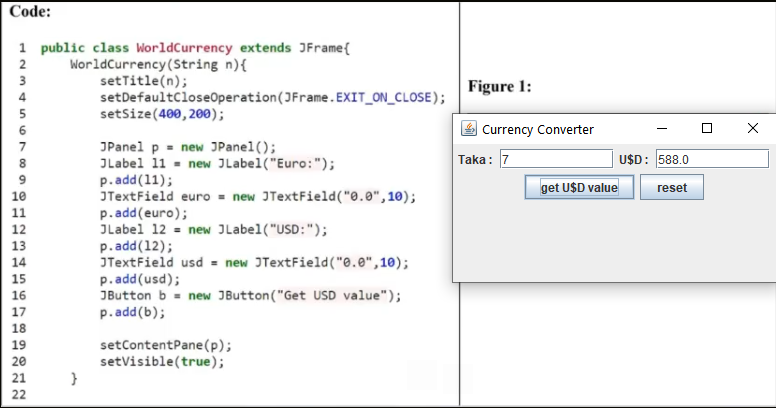 Code:
1 public class WorldCurrency extends JFrame{
2 WorldCurrency(String n){
3 setTitle(n);
4 setDefaultCloseOperation(JFrame.EXIT_ON_CLOSE);
5 setSize(400,200);
6
7 JPanel p = new JPanel();
8 JLabel l1 = new JLabel("Euro:");
9 p.add(l1);
10 JTextField euro = new JTextField("0.0",10);
11 p.add(euro);
12 JLabel l2 = new JLabel("USD:");
13 p.add(l2);
14 JTextField usd = new JTextField("0.0",10);
15 p.add(usd);
16 JButton b = new JButton("Get USD value");
17 p.add(b);
18
19 setContentPane(p);
20 setVisible(true);
21 }
22
Figure 1:
Currency Converter
Taka: 7 U$D: 588.0
get U$D value reset